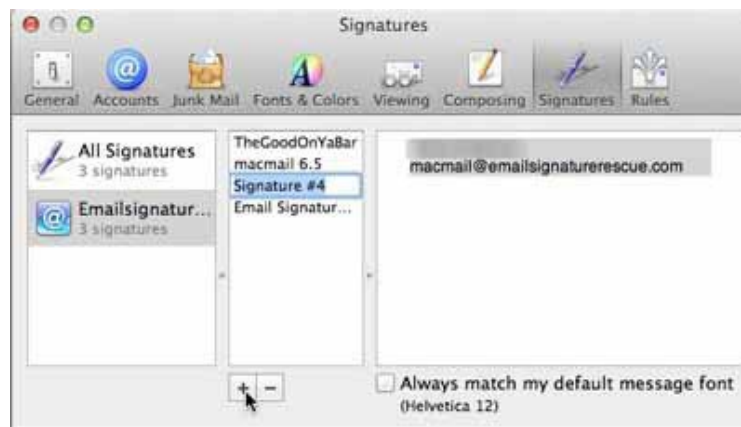 Signatures
General Accounts Junk Mail Fonts & Colors Viewing Composing Signatures Rules
All Signatures
3 signatures
Emailsignatur...
3 signatures
TheGoodOnYaBar
macmail 6.5
Signature #4
Email Signatur...
macmail@emailsignaturerescue.com
+ −
Always match my default message font
(Helvetica 12)